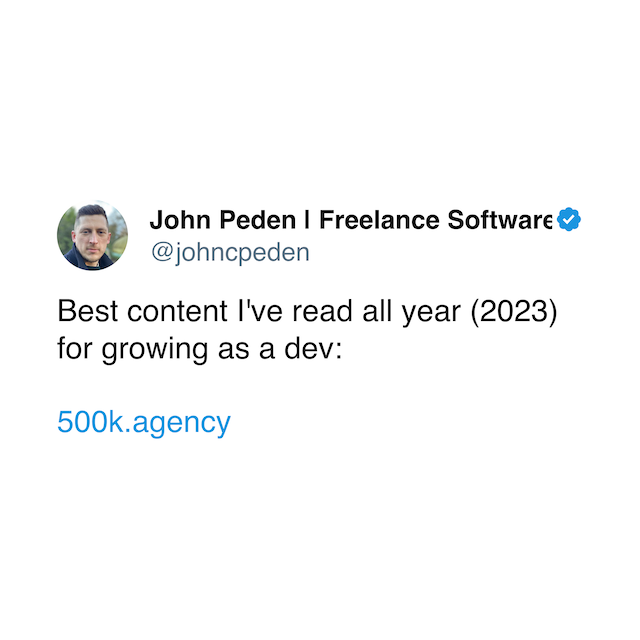 John Peden | Freelance Software
@johncpeden
Best content I've read all year (2023)
for growing as a dev:
500k.agency